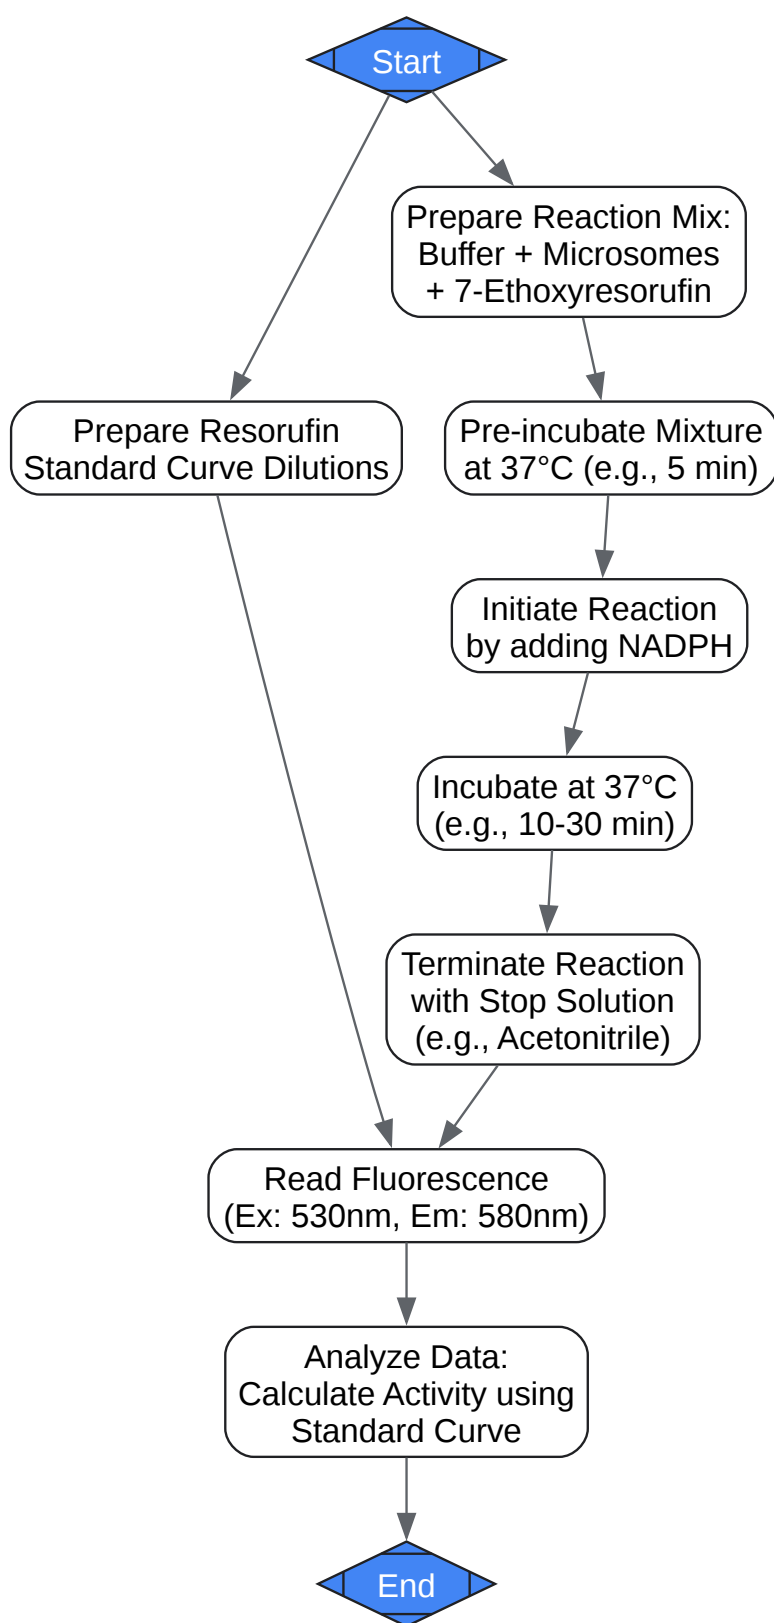 Start
Prepare Reaction Mix:
Buffer + Microsomes
+ 7-Ethoxyresorufin
Prepare Resorufin
Standard Curve Dilutions
Pre-incubate Mixture
at 37°C (e.g., 5 min)
Initiate Reaction
by adding NADPH
Incubate at 37°C
(e.g., 10-30 min)
Terminate Reaction
with Stop Solution
(e.g., Acetonitrile)
Read Fluorescence
(Ex: 530nm, Em: 580nm)
Analyze Data:
Calculate Activity using
Standard Curve
End